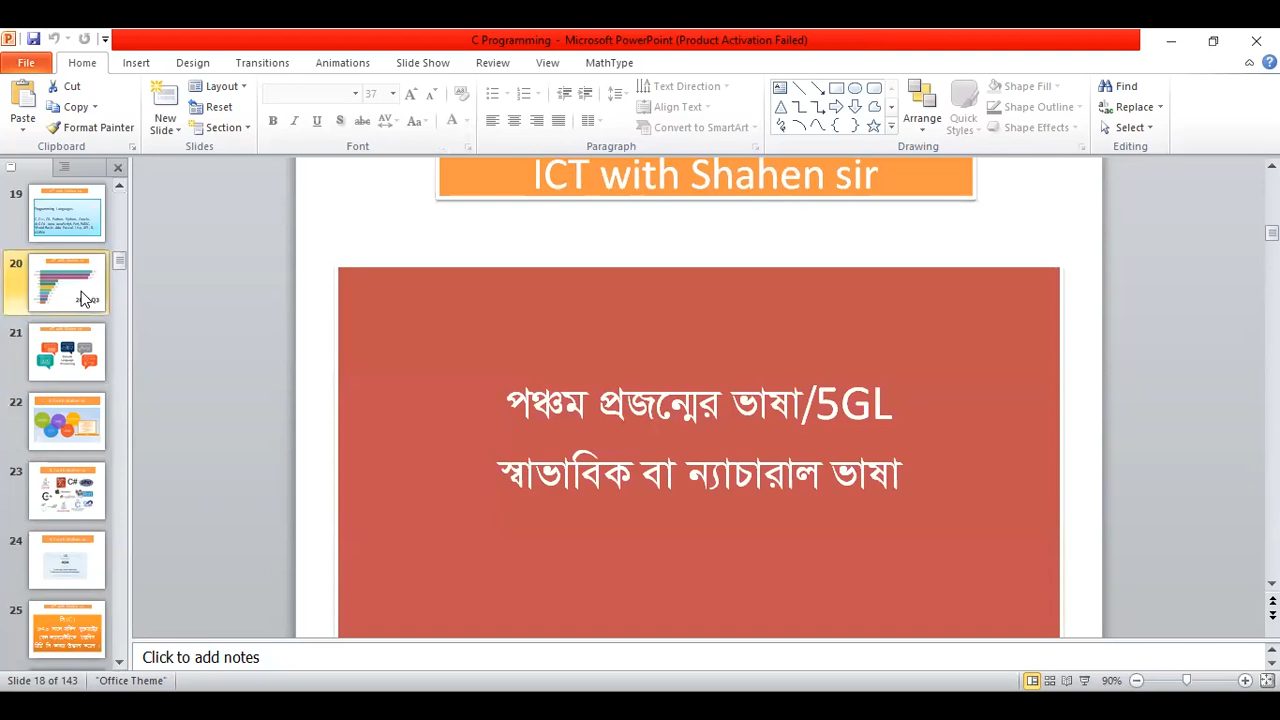 C Programming - Microsoft PowerPoint (Product Activation Failed)
File Home Insert Design Transitions Animations Slide Show Review View MathType
Cut
Copy
Format Painter
Paste
Clipboard
New
Slide
Layout
Reset
Section
Slides
37
Font
Text Direction
Align Text
Convert to SmartArt
Paragraph
Arrange
Quick
Styles
Shape Fill
Shape Outline
Shape Effects
Drawing
Find
Replace
Select
Editing
19
20
21
22
23
24
25
ICT with Shahen sir
পঞ্চম প্রজন্মের ভাষা/5GL
স্বাভাবিক বা ন্যাচারাল ভাষা
Click to add notes
Slide 18 of 143 "Office Theme" 90%